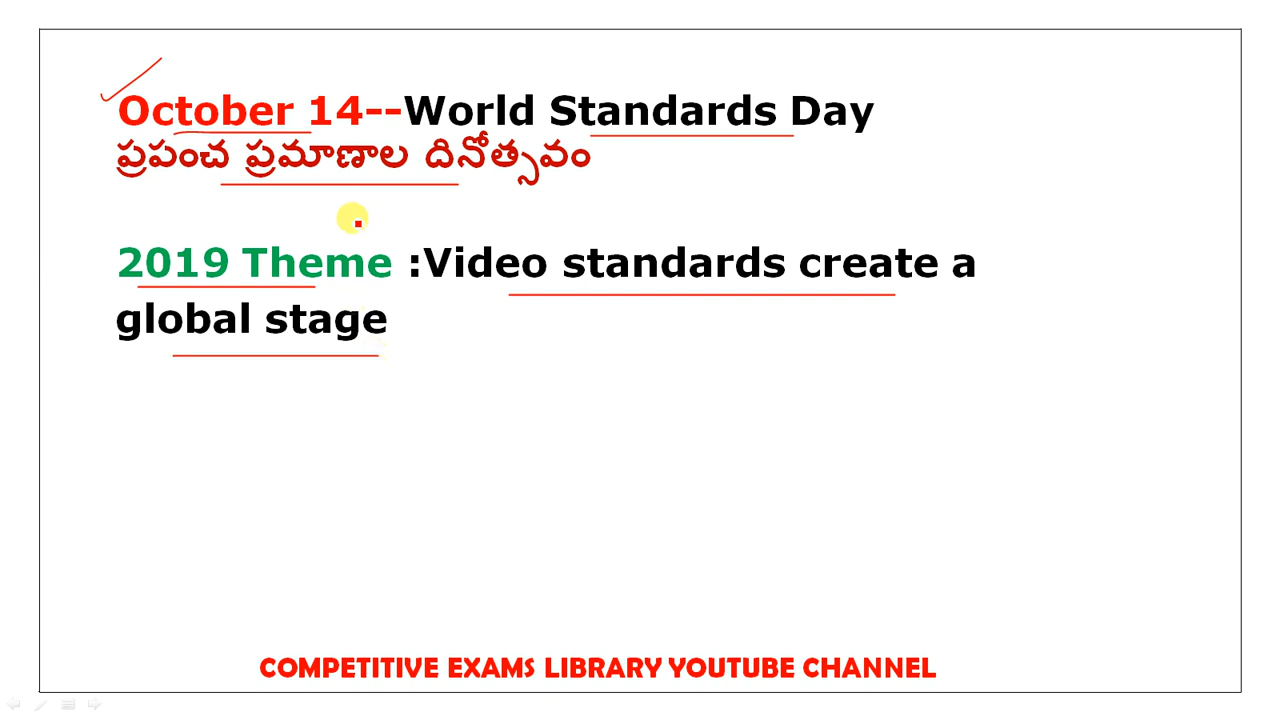 October 14--World Standards Day
ప్రపంచ ప్రమాణాల దినోత్సవం
2019 Theme :Video standards create a
global stage
COMPETITIVE EXAMS LIBRARY YOUTUBE CHANNEL